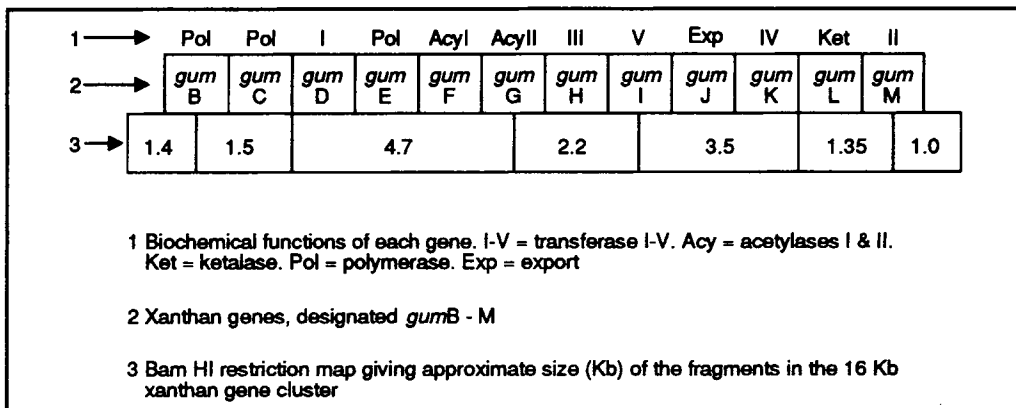 1 Pol Pol I Pol AcyI AcyII III V Exp IV Ket II
2 gum B gum C gum D gum E gum F gum G gum H gum I gum J gum K gum L gum M
3 1.4 1.5 4.7 2.2 3.5 1.35 1.0
1 Biochemical functions of each gene. I-V = transferase I-V. Acy = acetylases I & II.
Ket = ketalase. Pol = polymerase. Exp = export
2 Xanthan genes, designated gumB - M
3 Bam HI restriction map giving approximate size (Kb) of the fragments in the 16 Kb
xanthan gene cluster